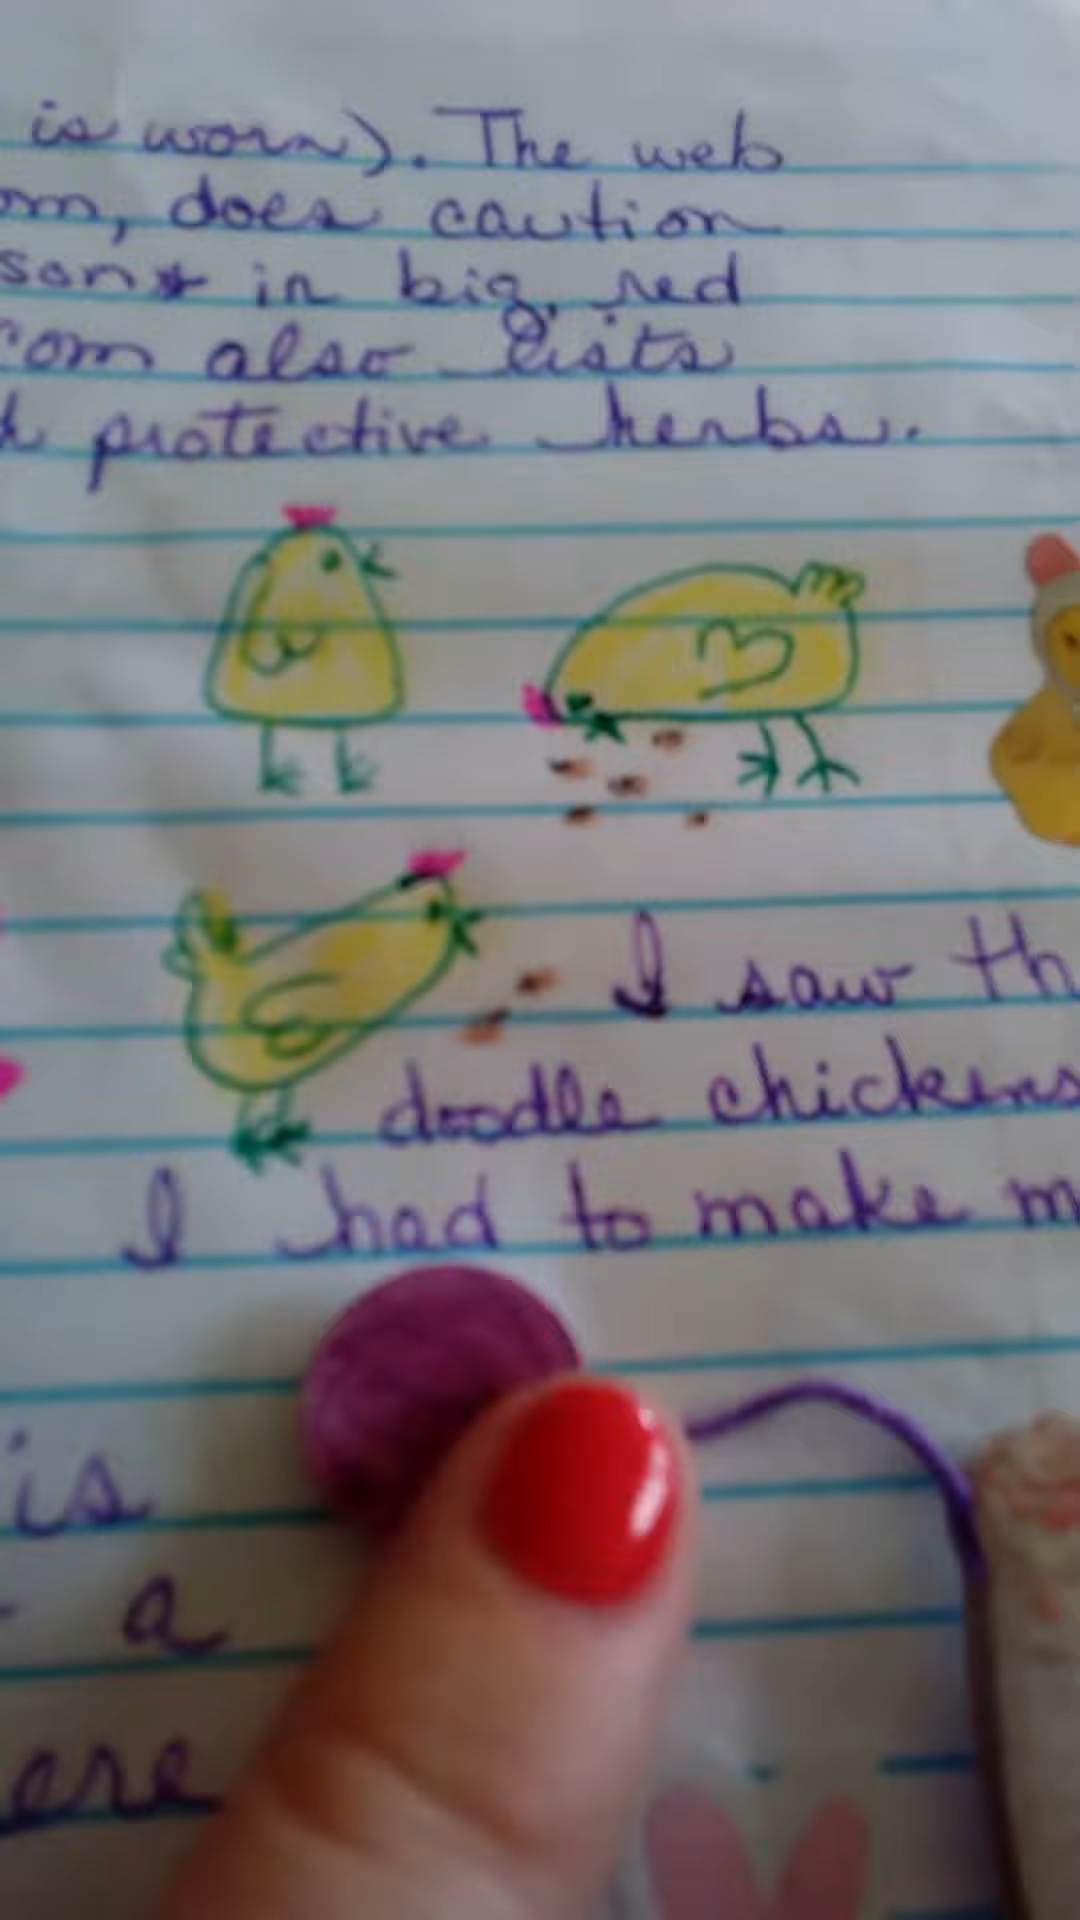 is worn). The web
om, does caution
son* in big, red
com also lists
protective herbs.
I saw th
doodle chickens
I had to make m
is
a
ere